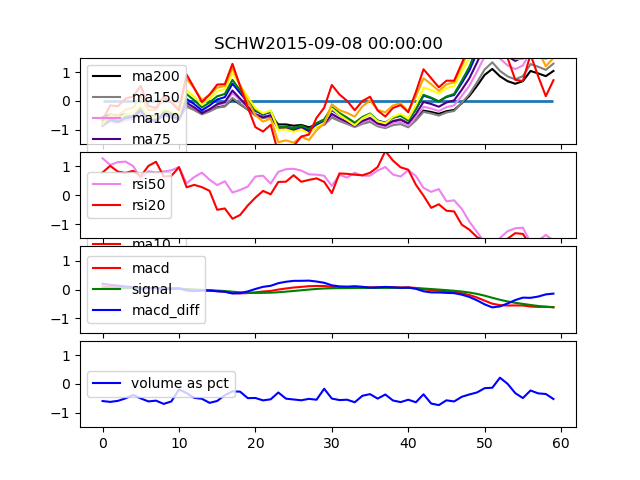 SCHW2015-09-08 00:00:00
1
0
−1
ma200
ma150
ma100
ma75
1
0
−1
rsi50
rsi20
ma10
1
0
−1
macd
signal
macd_diff
1
0
−1
volume as pct
0 10 20 30 40 50 60